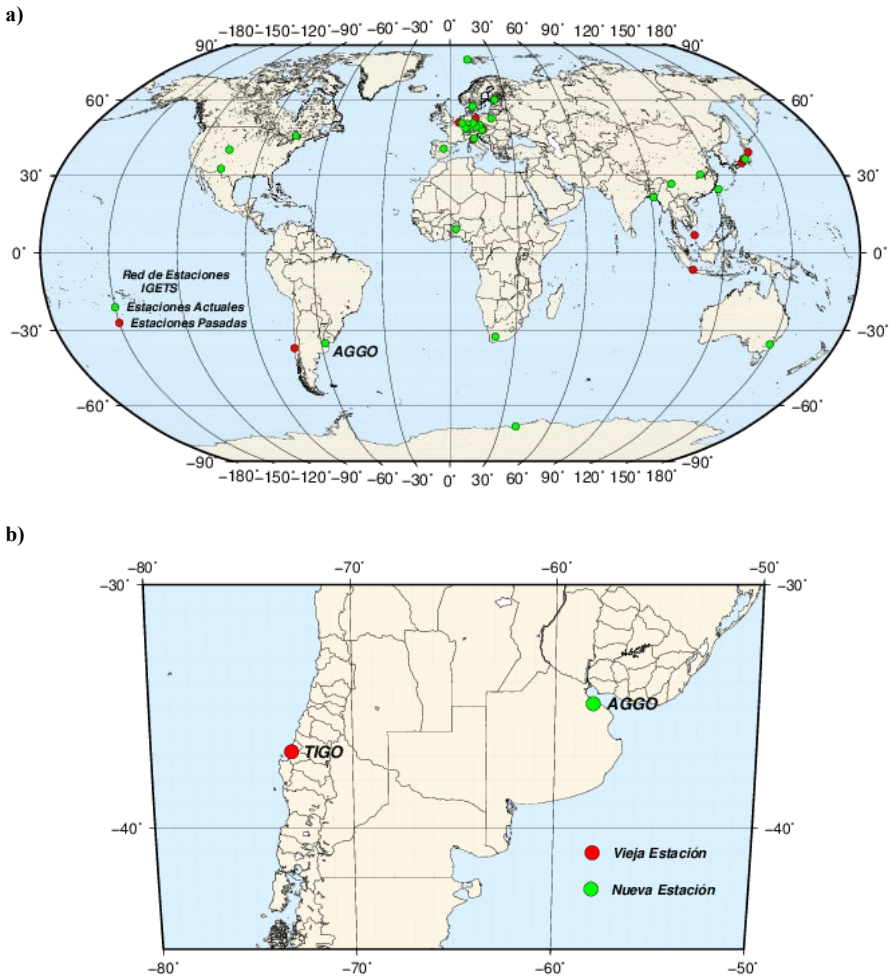 a)
−180˚ −150˚ −120˚ −90˚ −60˚ −30˚ 0˚ 30˚ 60˚ 90˚ 120˚ 150˚ 180˚
90˚ 90˚
60˚ 60˚
30˚ 30˚
0˚ 0˚
Red de Estaciones
IGETS
Estaciones Actuales
Estaciones Pasadas
−30˚ −30˚
AGGO
−60˚ −60˚
−90˚ −90˚
−180˚ −150˚ −120˚ −90˚ −60˚ −30˚ 0˚ 30˚ 60˚ 90˚ 120˚ 150˚ 180˚
b)
−80˚ −70˚ −60˚ −50˚
−30˚ −30˚
AGGO
TIGO
−40˚ −40˚
Vieja Estación
Nueva Estación
−80˚ −70˚ −60˚ −50˚